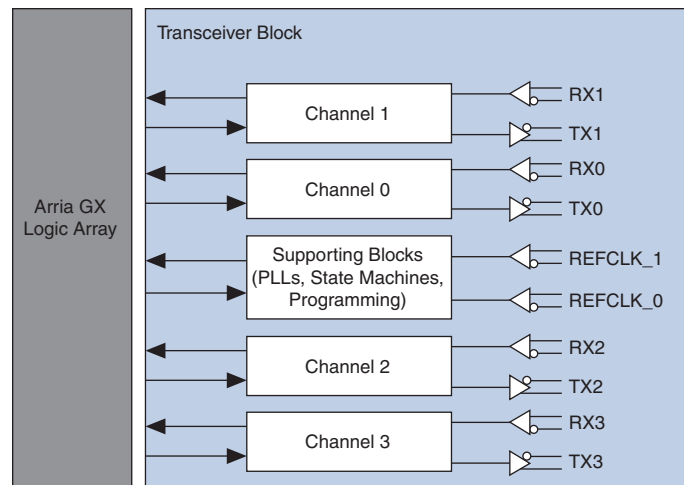 Transceiver Block
Arria GX
Logic Array
Channel 1
RX1
TX1
Channel 0
RX0
TX0
Supporting Blocks
(PLLs, State Machines,
Programming)
REFCLK_1
REFCLK_0
Channel 2
RX2
TX2
Channel 3
RX3
TX3